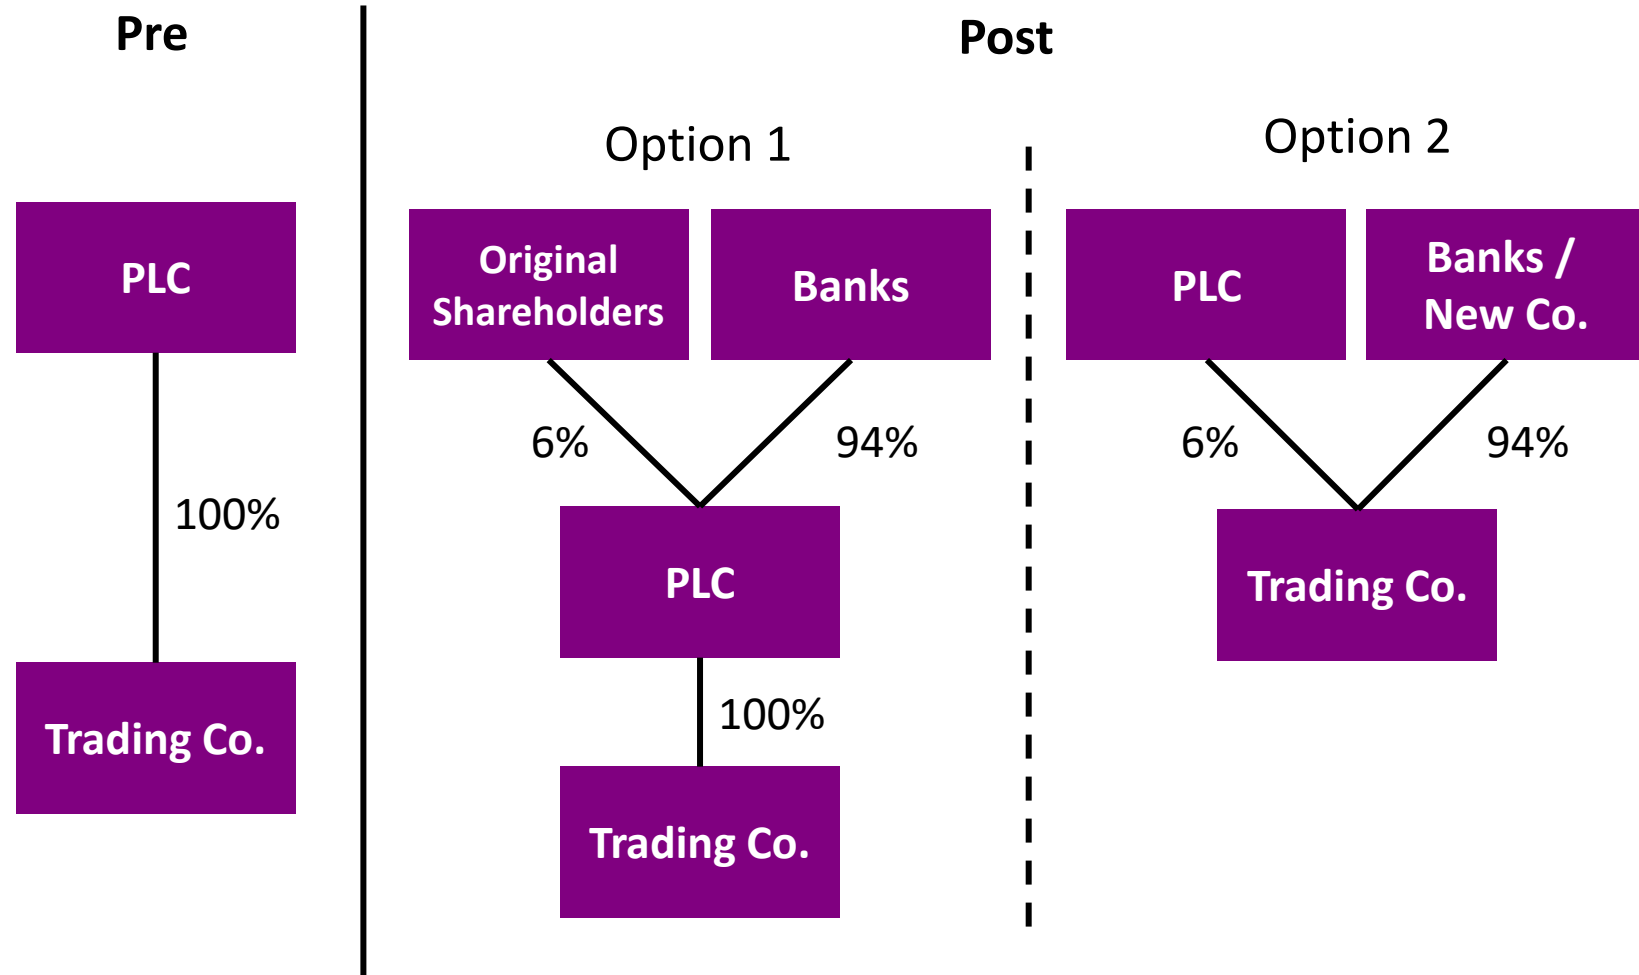 Pre
PLC
100%
Trading Co.
Post
Option 1
Original
Shareholders
Banks
6%
94%
PLC
100%
Trading Co.
Option 2
PLC
Banks /
New Co.
6%
94%
Trading Co.